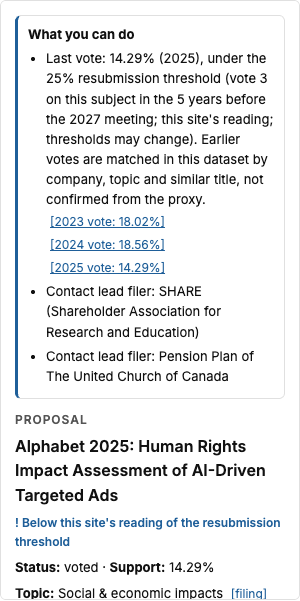 What you can do
• Last vote: 14.29% (2025), under the
25% resubmission threshold (vote 3
on this subject in the 5 years before
the 2027 meeting; this site's reading;
thresholds may change). Earlier
votes are matched in this dataset by
company, topic and similar title, not
confirmed from the proxy.
[2023 vote: 18.02%]
[2024 vote: 18.56%]
[2025 vote: 14.29%]
• Contact lead filer: SHARE
(Shareholder Association for
Research and Education)
• Contact lead filer: Pension Plan of
The United Church of Canada
PROPOSAL
Alphabet 2025: Human Rights
Impact Assessment of AI-Driven
Targeted Ads
! Below this site's reading of the resubmission
threshold
Status: voted · Support: 14.29%
Topic: Social & economic impacts [filing]